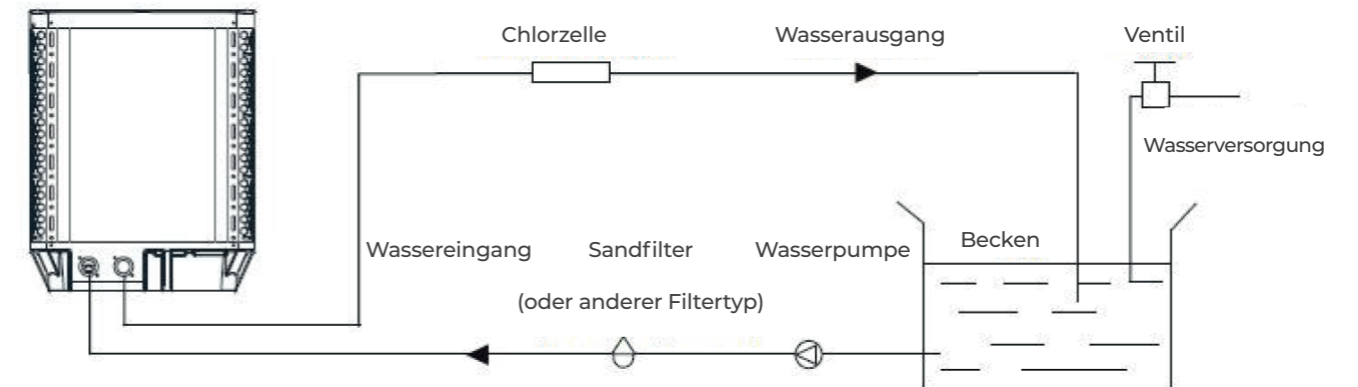 Chlorzelle
Wasserausgang
Ventil
Wasserversorgung
Wassereingang
Sandfilter
Wasserpumpe
Becken
(oder anderer Filtertyp)